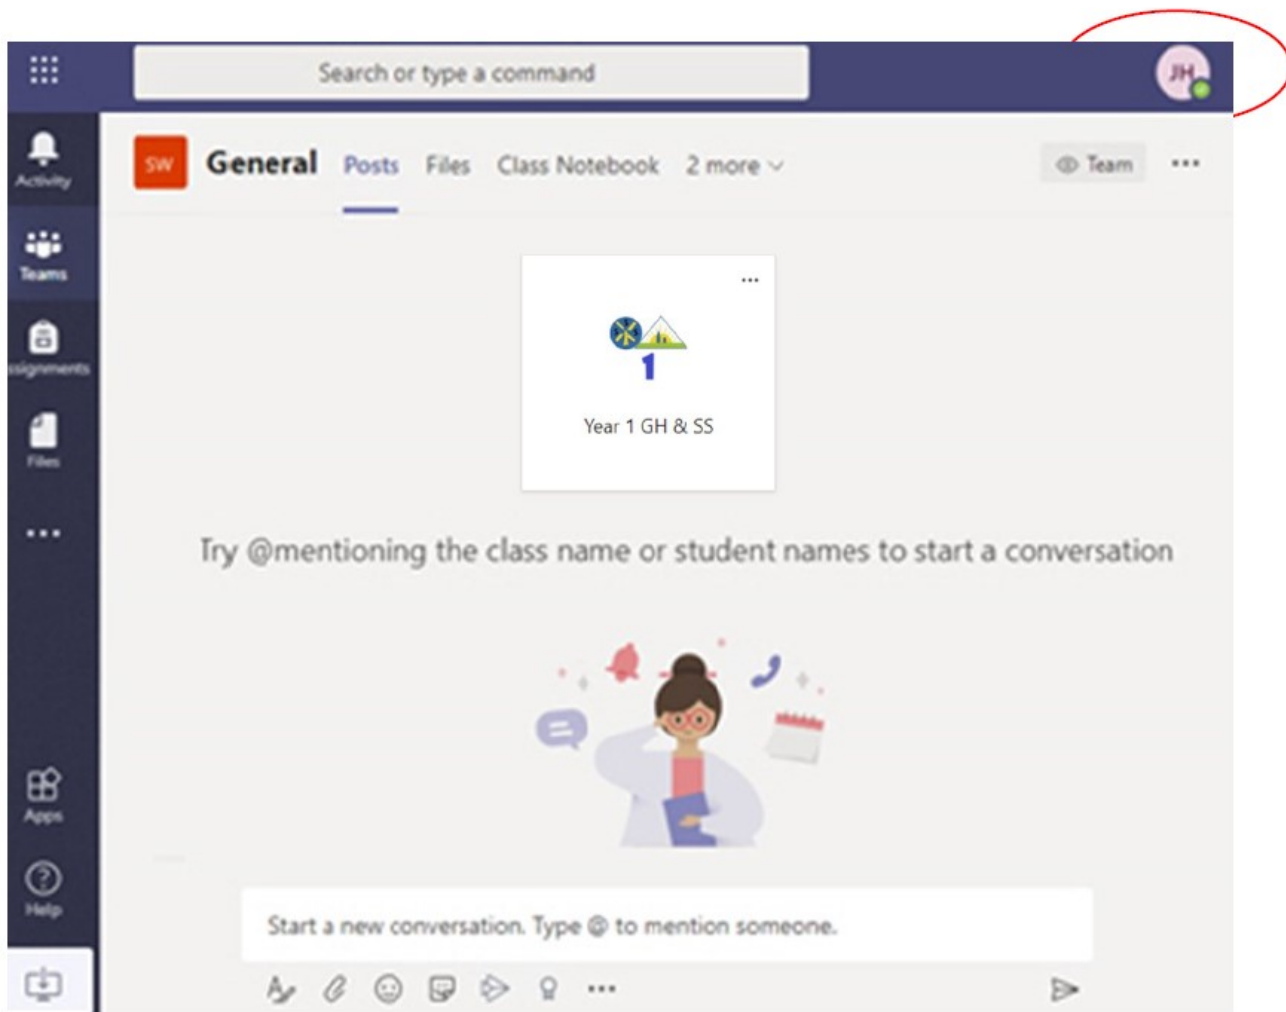 Search or type a command
JH
Activity
SW General Posts Files Class Notebook 2 more
Team
Teams
ssignments
Files
1
Year 1 GH & SS
Try @mentioning the class name or student names to start a conversation
Apps
Help
Start a new conversation. Type @ to mention someone.